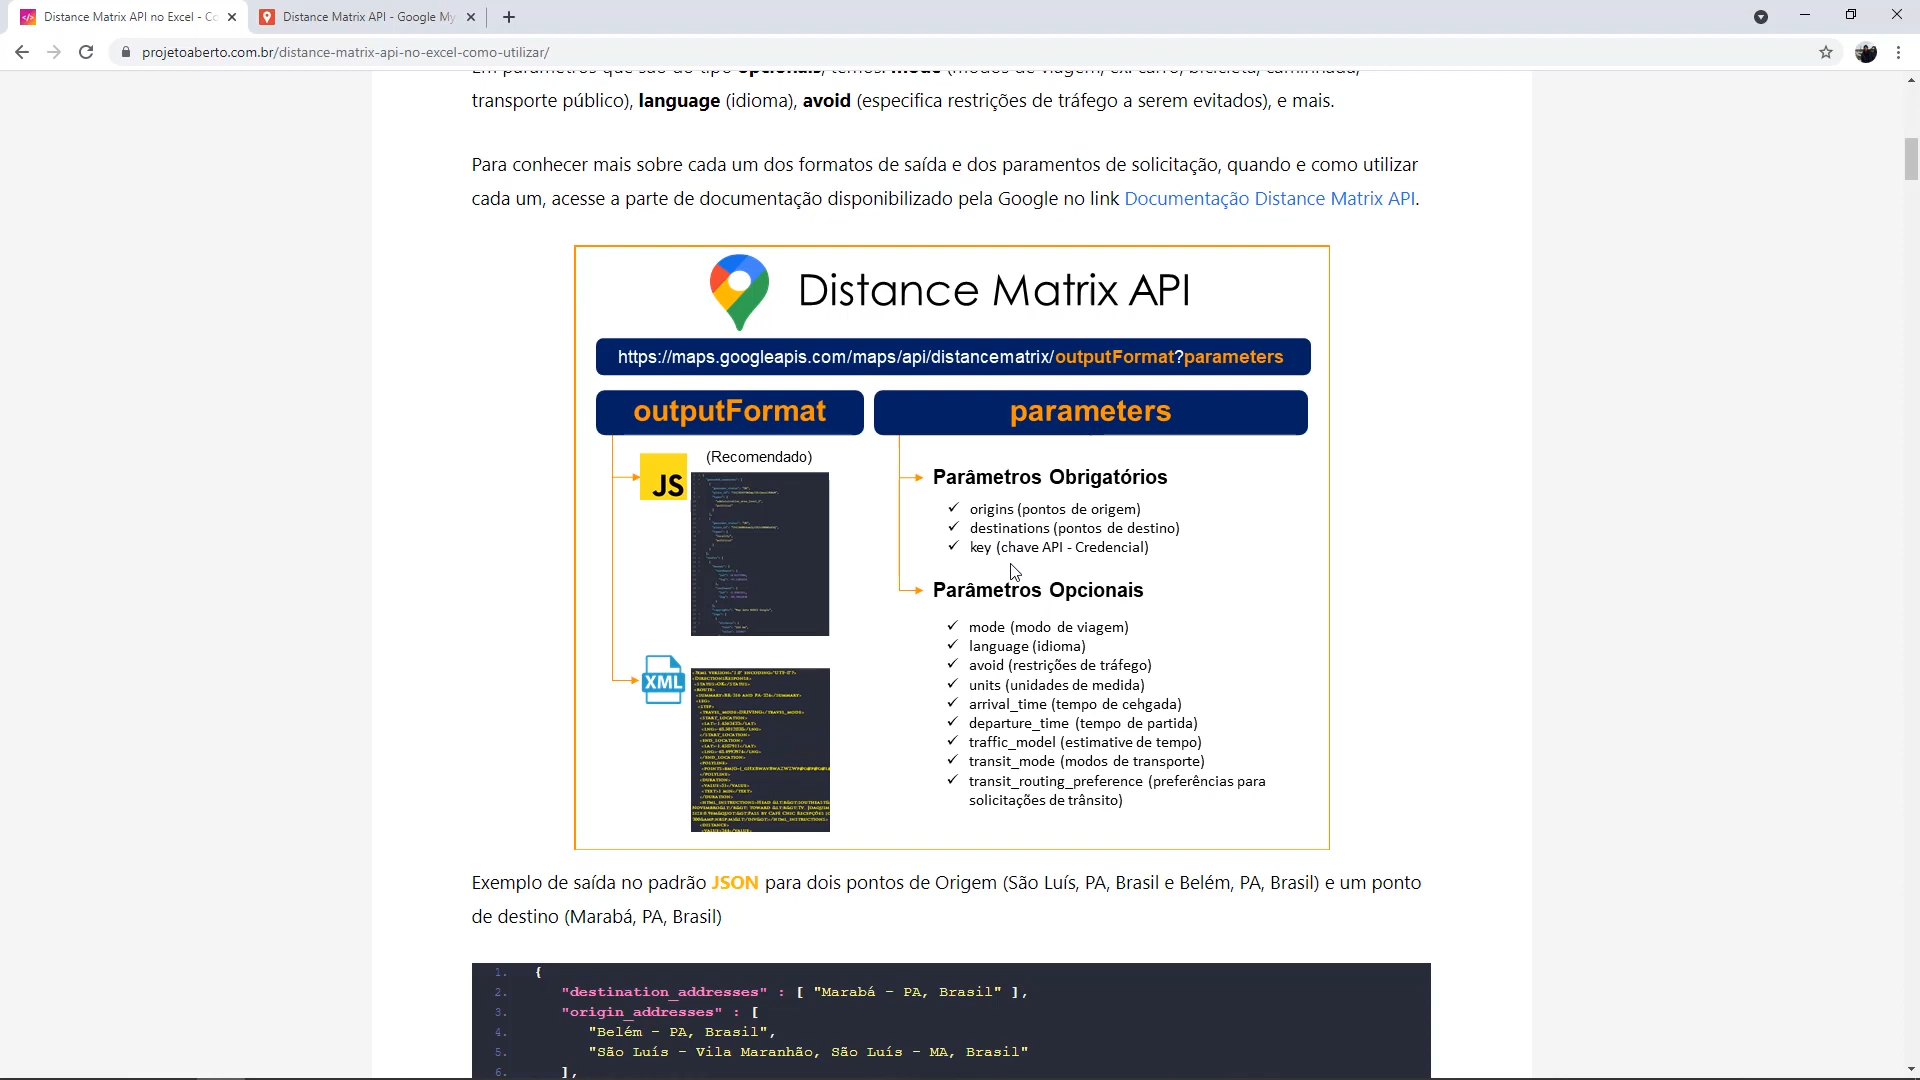 Distance Matrix API no Excel - Co
Distance Matrix API - Google My
projetoaberto.com.br/distance-matrix-api-no-excel-como-utilizar/
transporte público), language (idioma), avoid (especifica restrições de tráfego a serem evitados), e mais.
Para conhecer mais sobre cada um dos formatos de saída e dos paramentos de solicitação, quando e como utilizar
cada um, acesse a parte de documentação disponibilizado pela Google no link Documentação Distance Matrix API.
Distance Matrix API
https://maps.googleapis.com/maps/api/distancematrix/outputFormat?parameters
outputFormat
parameters
(Recomendado)
JS
XML
Parâmetros Obrigatórios
✓ origins (pontos de origem)
✓ destinations (pontos de destino)
✓ key (chave API - Credencial)
Parâmetros Opcionais
✓ mode (modo de viagem)
✓ language (idioma)
✓ avoid (restrições de tráfego)
✓ units (unidades de medida)
✓ arrival_time (tempo de cehgada)
✓ departure_time (tempo de partida)
✓ traffic_model (estimative de tempo)
✓ transit_mode (modos de transporte)
✓ transit_routing_preference (preferências para
solicitações de trânsito)
Exemplo de saída no padrão JSON para dois pontos de Origem (São Luís, PA, Brasil e Belém, PA, Brasil) e um ponto
de destino (Marabá, PA, Brasil)
1. {
2. "destination_addresses" : [ "Marabá - PA, Brasil" ],
3. "origin_addresses" : [
4. "Belém - PA, Brasil",
5. "São Luís - Vila Maranhão, São Luís - MA, Brasil"
6. ],